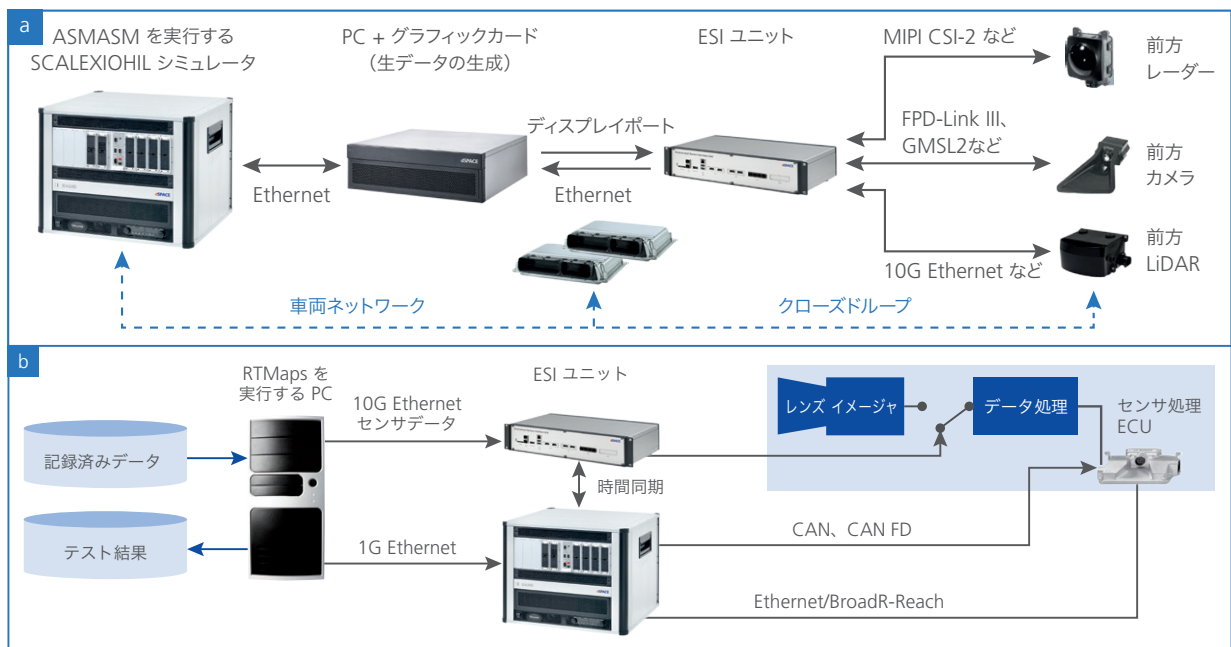 a
ASMASM を実行する
SCALEXIOHIL シミュレータ
PC + グラフィックカード
（生データの生成）
ESI ユニット
MIPI CSI-2 など
前方
レーダー
ディスプレイポート
FPD-Link III、
GMSL2など
dSPACE
Ethernet
Ethernet
前方
カメラ
10G Ethernet など
前方
LiDAR
車両ネットワーク
クローズドループ
b
RTMaps を
実行する PC
ESI ユニット
10G Ethernet
センサデータ
レンズ イメージャ
データ処理
センサ処理
ECU
記録済みデータ
時間同期
テスト結果
1G Ethernet
CAN、CAN FD
Ethernet/BroadR-Reach